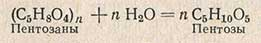 (C₅H₈O₄)ₙ + n H₂O = n C₅H₁₀O₅
Пентозаны Пентозы